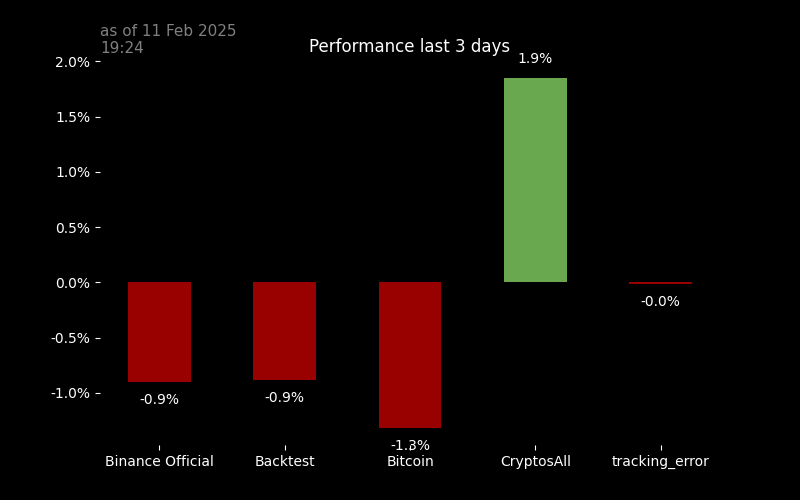 as of 11 Feb 2025
19:24
Performance last 3 days
2.0%
1.5%
1.0%
0.5%
0.0%
-0.5%
-1.0%
-0.9%
-0.9%
-1.3%
1.9%
-0.0%
Binance Official
Backtest
Bitcoin
CryptosAll
tracking_error